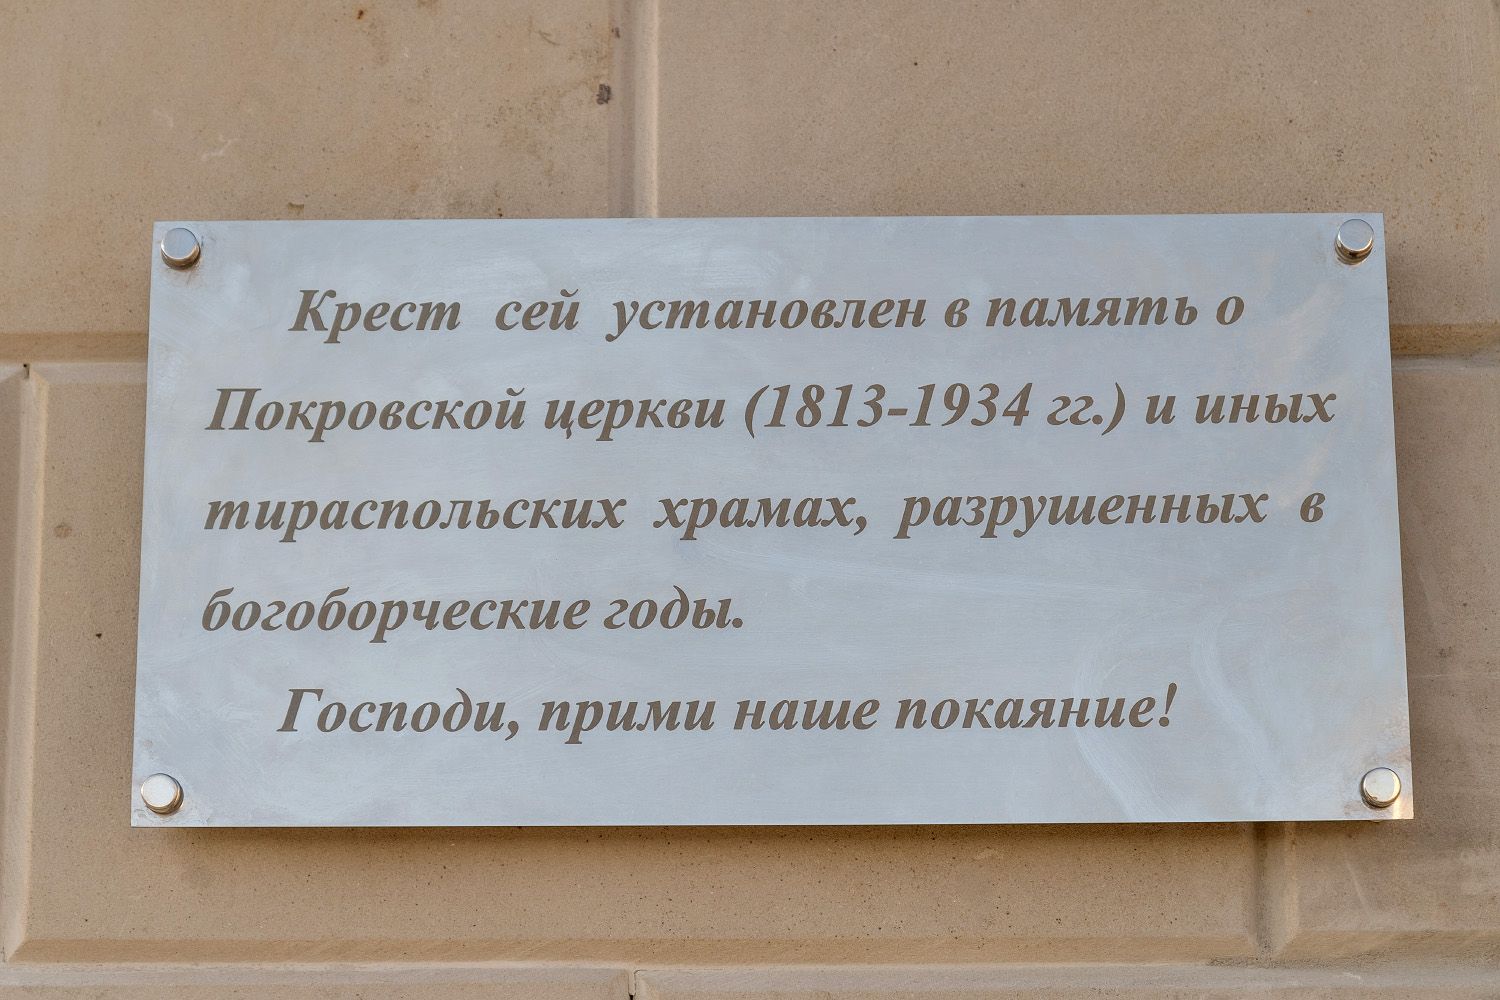 Крест сей установлен в память о
Покровской церкви (1813-1934 гг.) и иных
тираспольских храмах, разрушенных в
богоборческие годы.
Господи, прими наше покаяние!